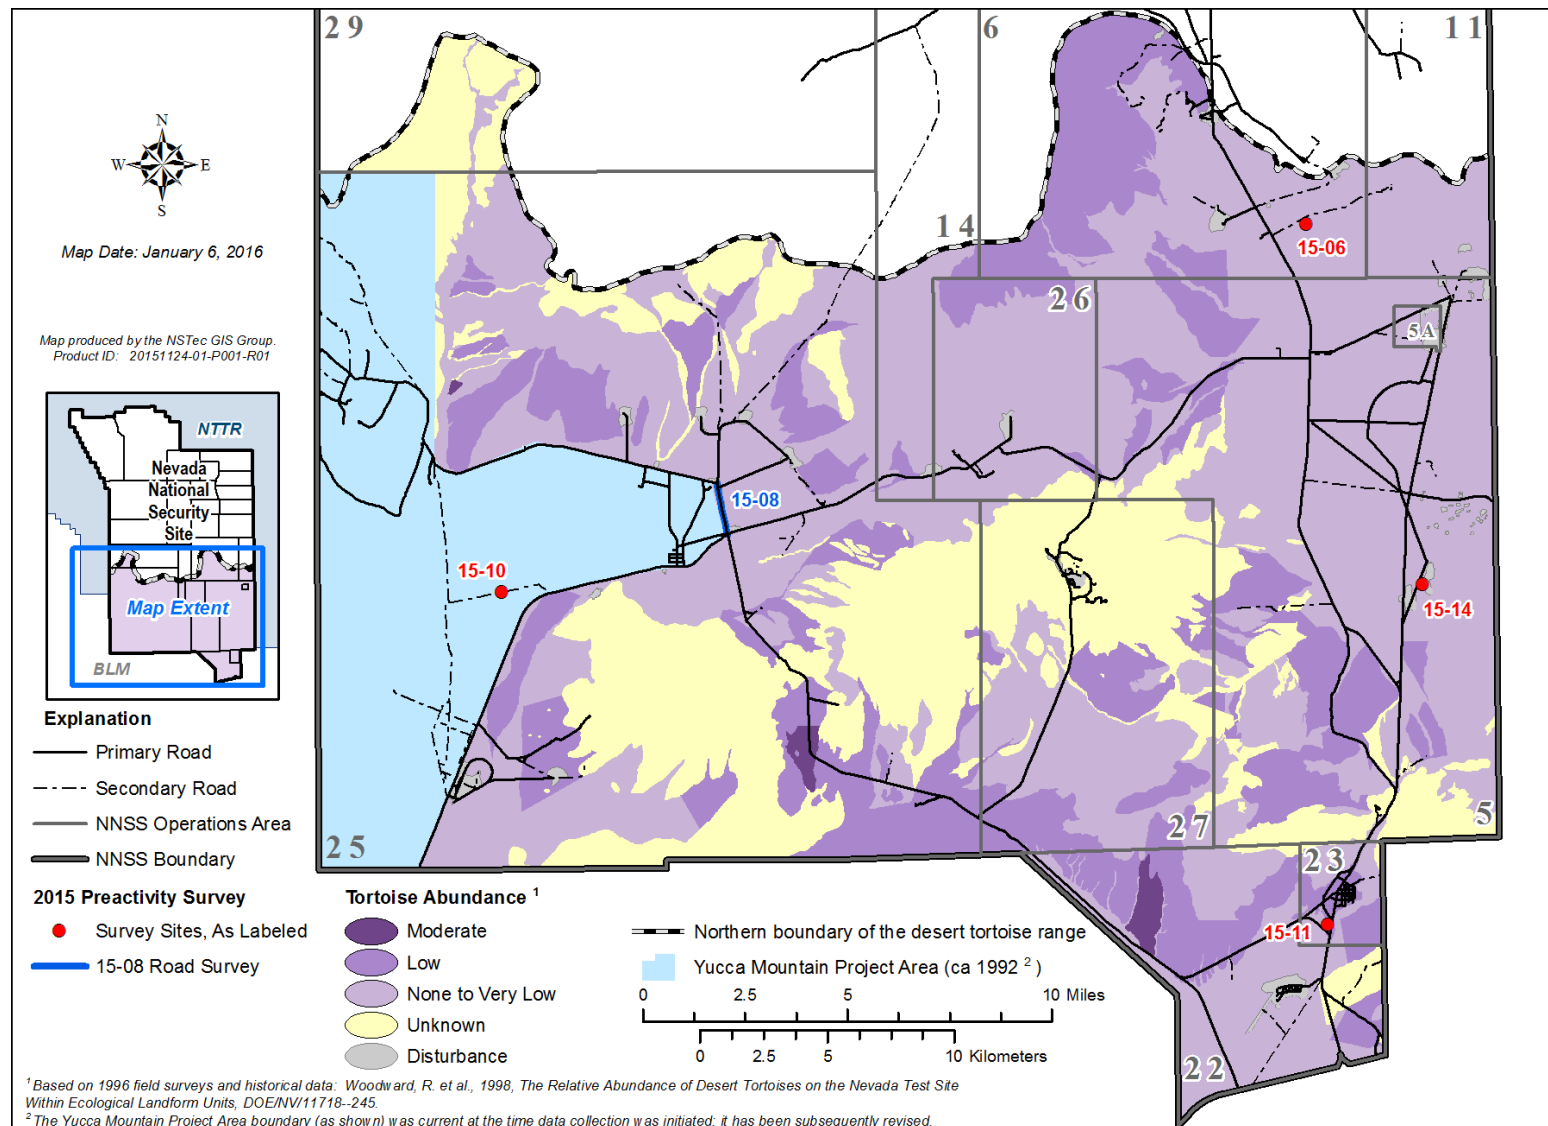 29
6
11
N
W
E
S
Map Date: January 6, 2016
14
15-06
26
5A
Map produced by the NSTec GIS Group.
Product ID: 20151124-01-P001-R01
NTTR
Nevada
National
Security
Site
Map Extent
BLM
15-08
15-10
15-14
Explanation
Primary Road
Secondary Road
NNSS Operations Area
NNSS Boundary
25
27
5
23
15-11
22
2015 Preactivity Survey
Survey Sites, As Labeled
15-08 Road Survey
Tortoise Abundance 1
Moderate
Low
None to Very Low
Unknown
Disturbance
Northern boundary of the desert tortoise range
Yucca Mountain Project Area (ca 1992 2 )
0 2.5 5 10 Miles
0 2.5 5 10 Kilometers
1 Based on 1996 field surveys and historical data: Woodward, R. et al., 1998, The Relative Abundance of Desert Tortoises on the Nevada Test Site
Within Ecological Landform Units, DOE/NV/11718--245.
2 The Yucca Mountain Project Area boundary (as shown) was current at the time data collection was initiated; it has been subsequently revised.